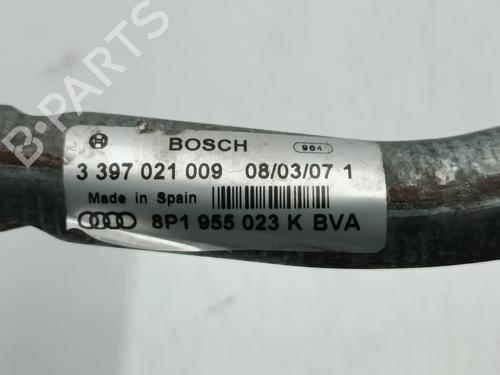 B-PARTS
BOSCH 964
3 397 021 009 08/03/07 1
Made in Spain
8P1 955 023 K BVA